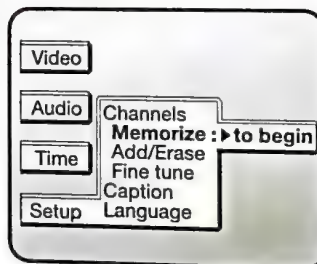 Video
Audio
Time
Setup
Channels
Memorize : ▶ to begin
Add/Erase
Fine tune
Caption
Language